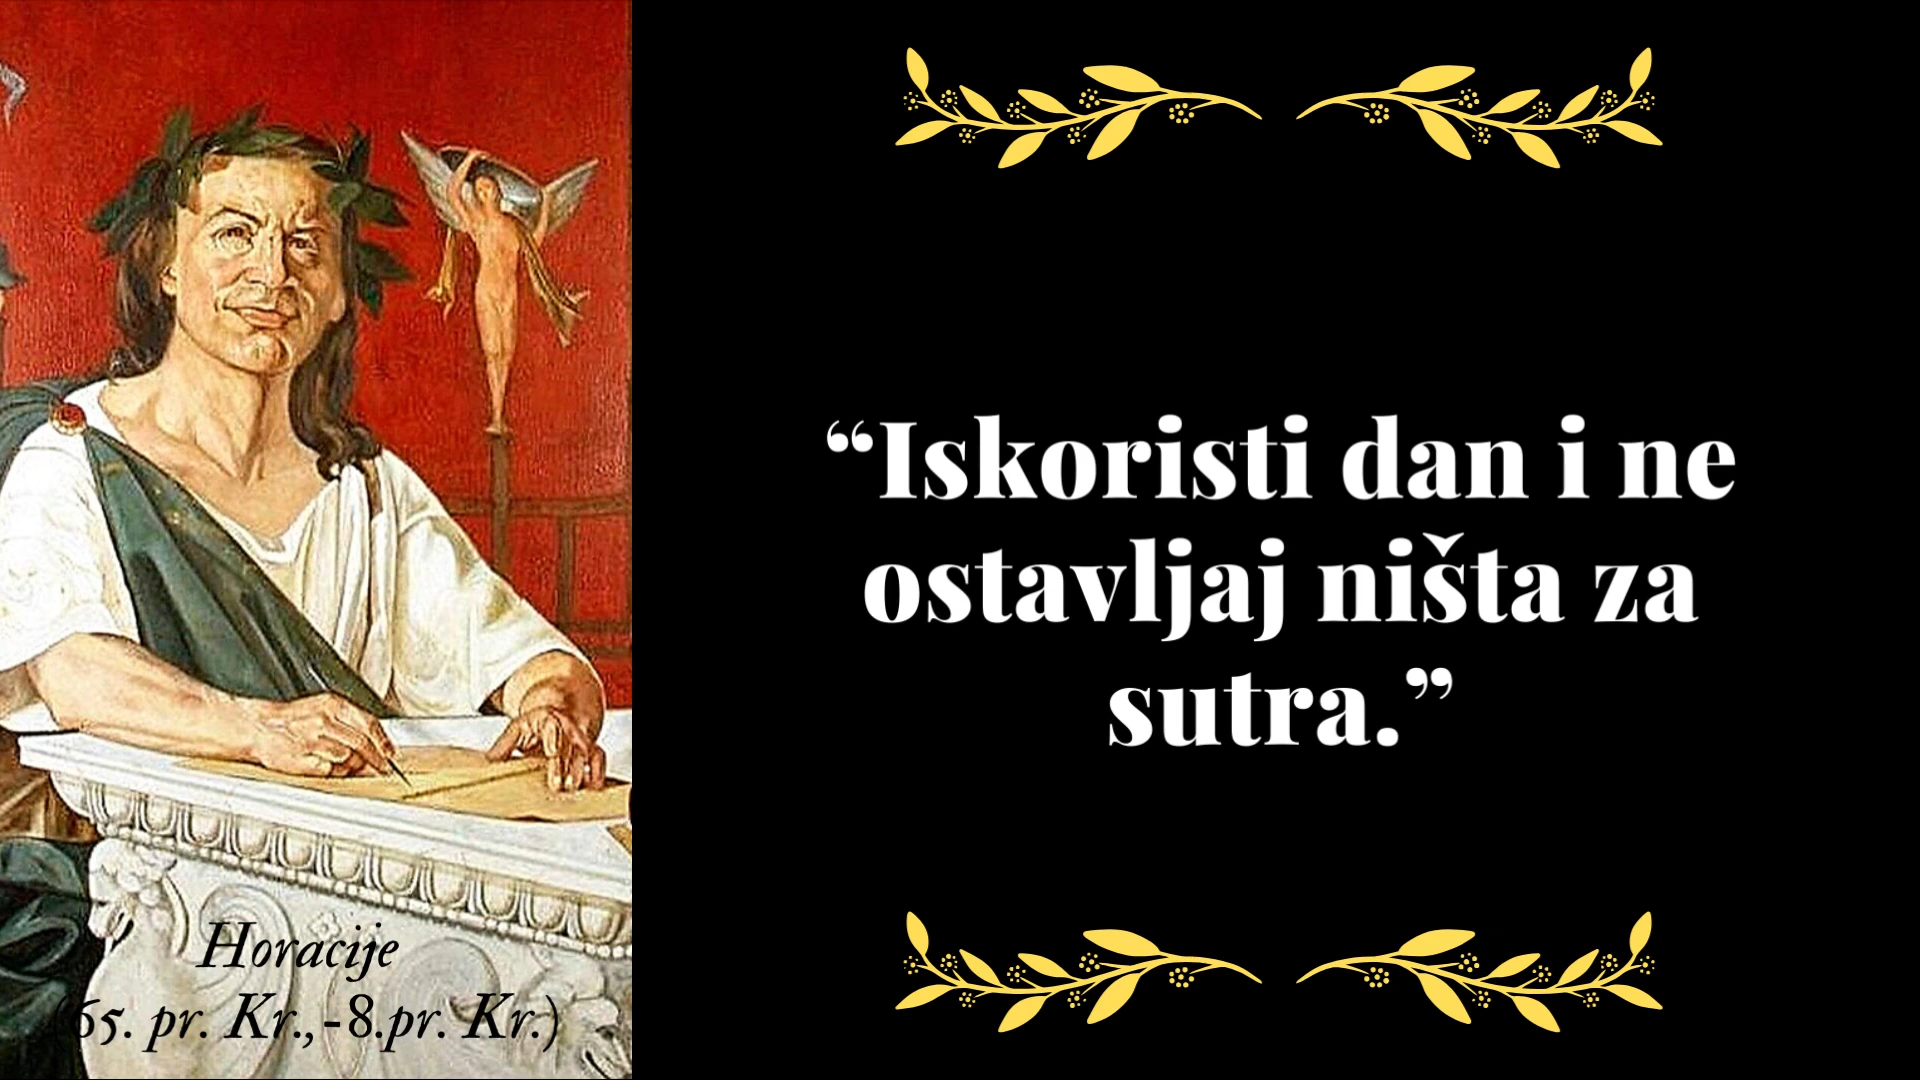 “Iskoristi dan i ne
ostavljaj ništa za
sutra.”
Horacije
(65. pr. Kr.,-8.pr. Kr.)